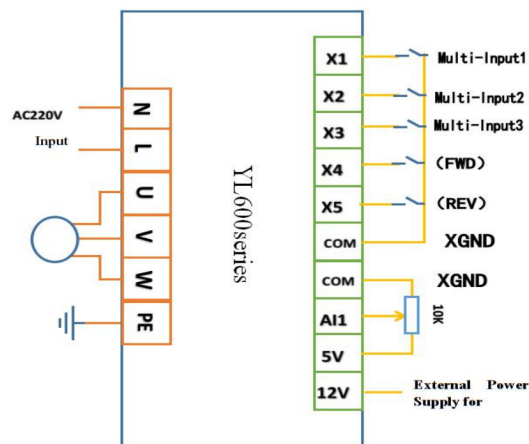 AC220V
Input
N
L
U
V
W
PE
YL600series
X1
X2
X3
X4
X5
COM
COM
AI1
5V
12V
Multi-Input1
Multi-Input2
Multi-Input3
(FWD)
(REV)
XGND
XGND
10K
External Power
Supply for